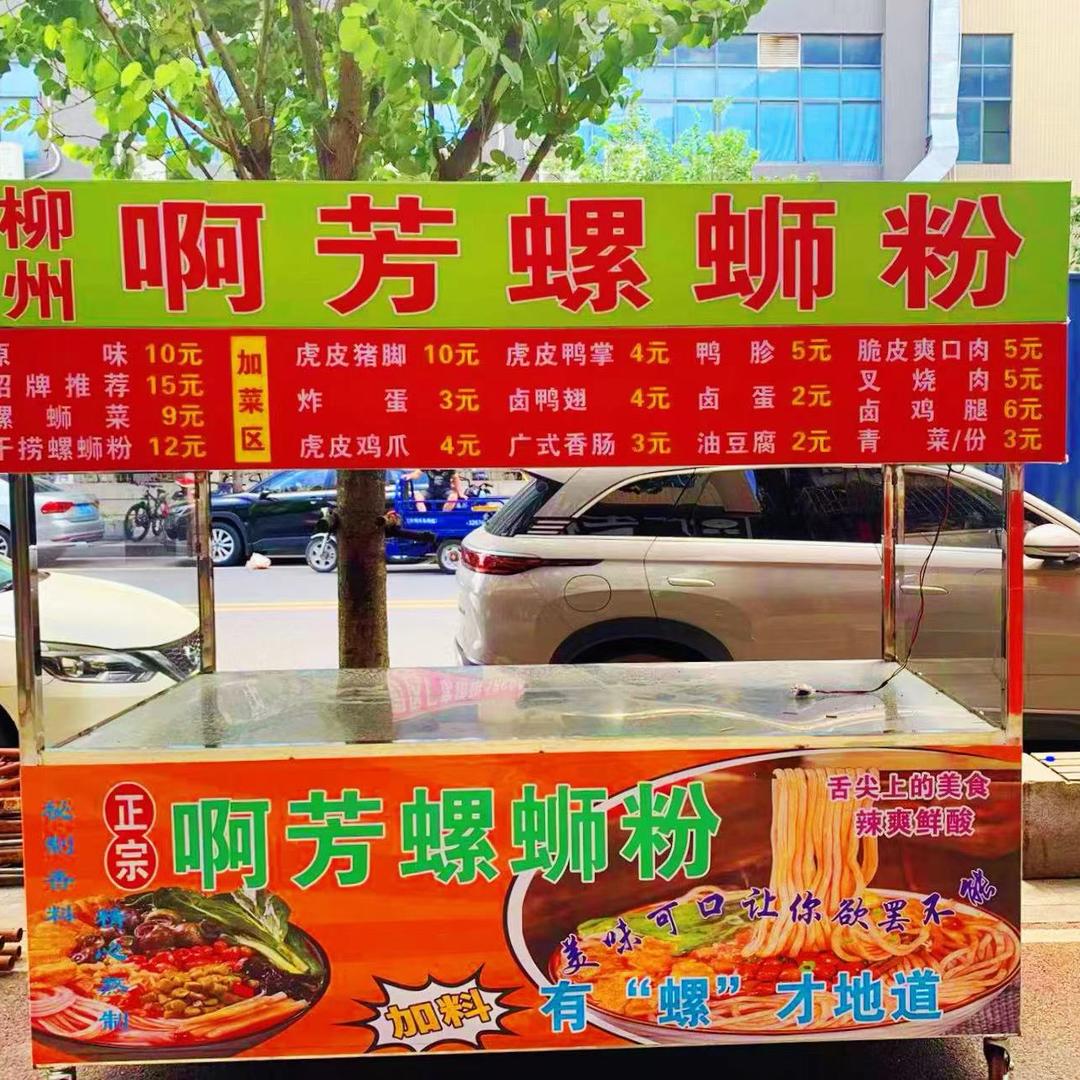 柳州
啊芳螺蛳粉
原味 10元
招牌推荐 15元
螺蛳菜 9元
干捞螺蛳粉 12元
加菜区
虎皮猪脚 10元
炸蛋 3元
虎皮鸡爪 4元
虎皮鸭掌 4元
卤鸭翅 4元
广式香肠 3元
鸭胗 5元
卤蛋 2元
油豆腐 2元
脆皮爽口肉 5元
叉烧肉 5元
卤鸡腿 6元
青菜/份 3元
秘制香料
精心熬制
正宗
啊芳螺蛳粉
舌尖上的美食
辣爽鲜酸
美味可口让你欲罢不能
有“螺”才地道
加料